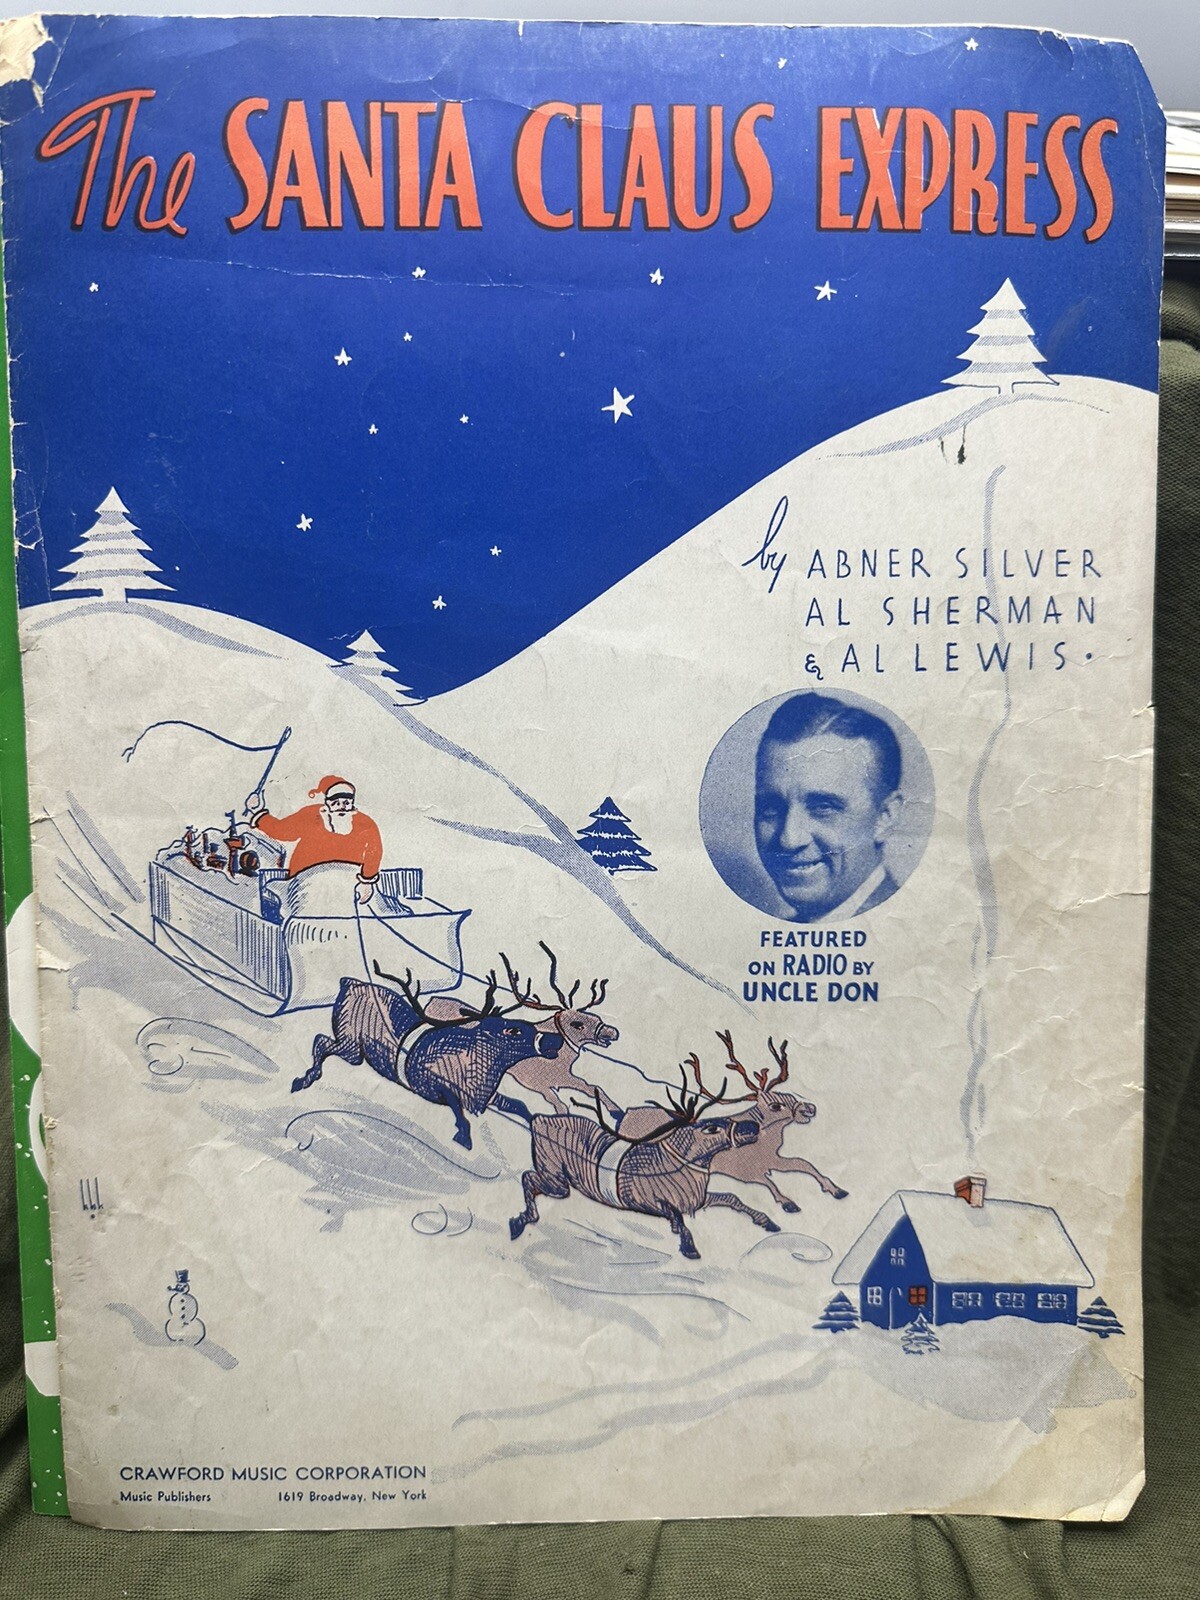 The SANTA CLAUS EXPRESS
by ABNER SILVER
AL SHERMAN
& AL LEWIS.
FEATURED
ON RADIO BY
UNCLE DON
hbk
CRAWFORD MUSIC CORPORATION
Music Publishers 1619 Broadway, New York